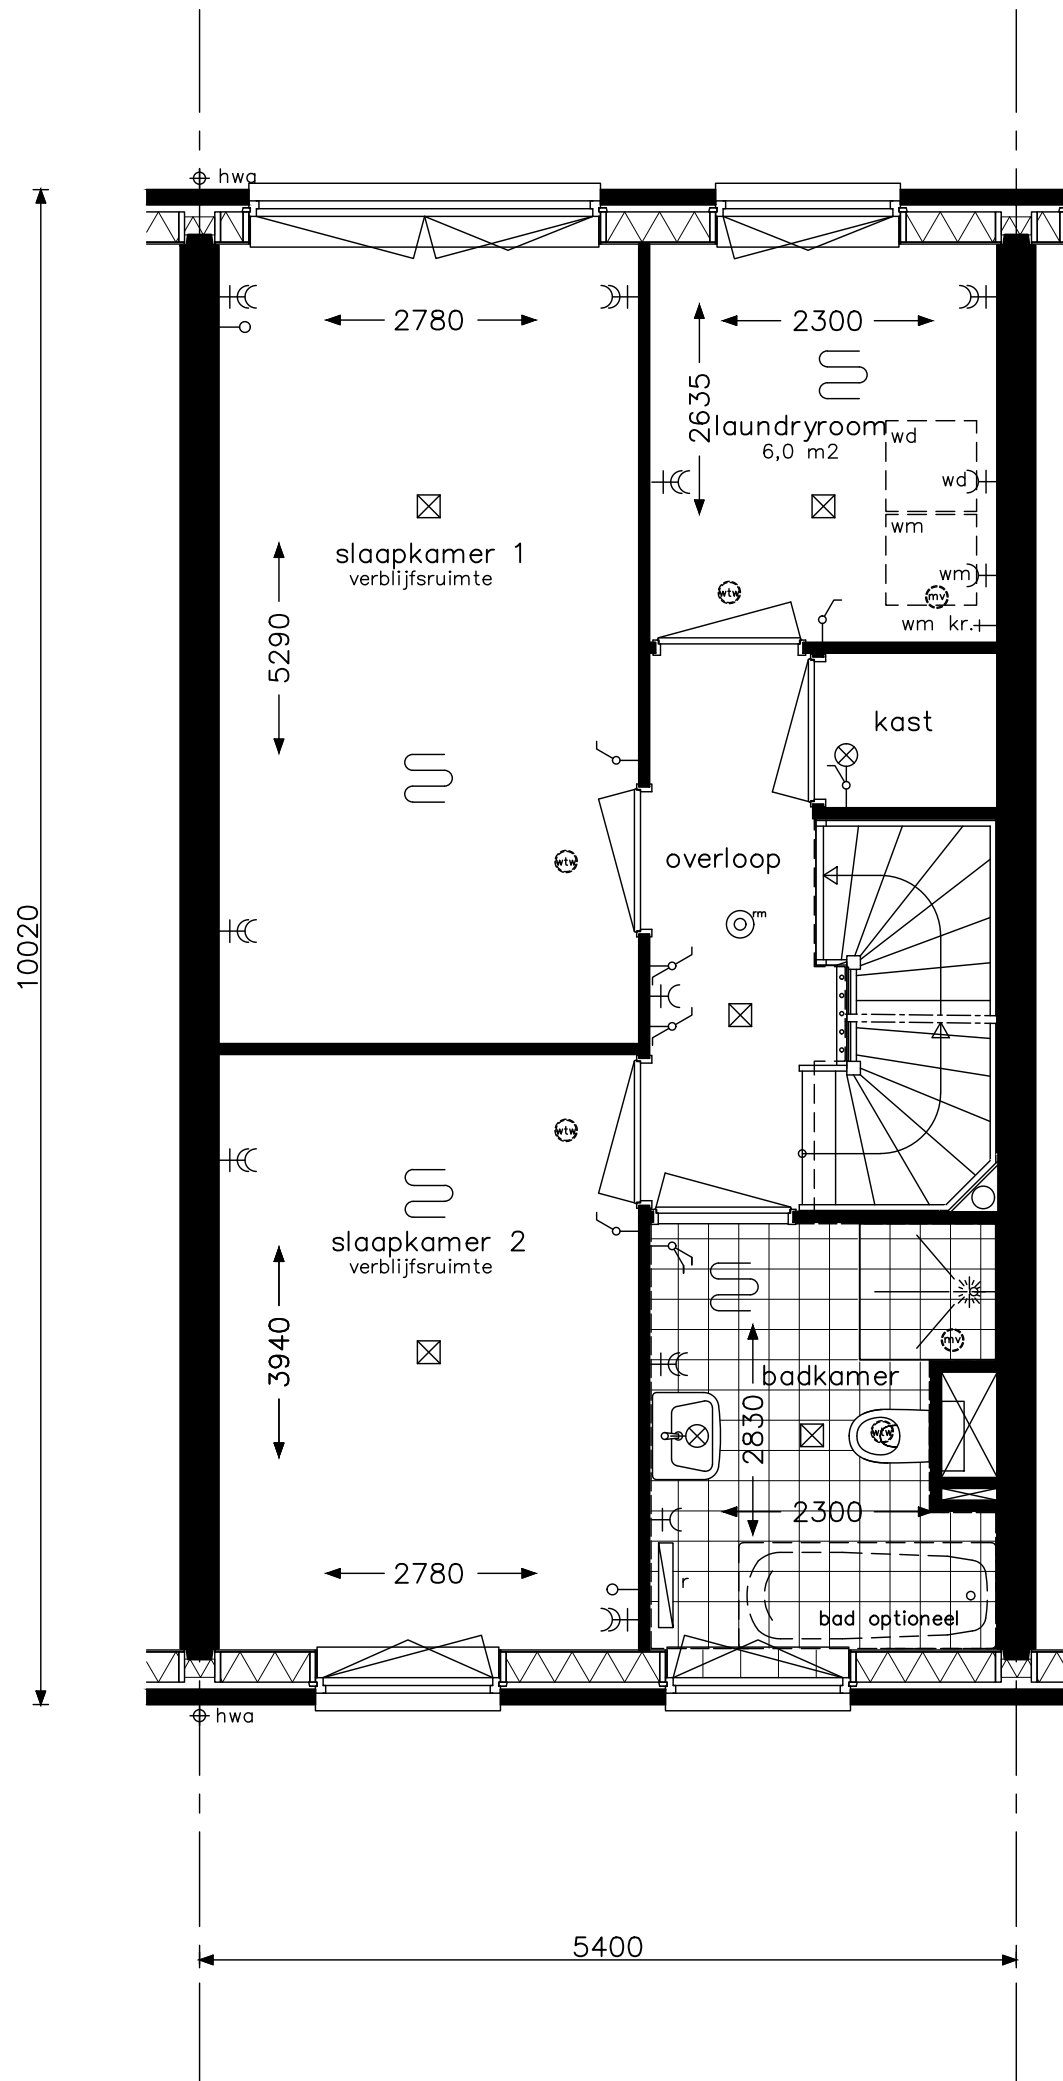 hwa
2780
2300
2635
laundryroom
6,0 m2
wd
wd
wm
wm
wtw
mv
wm kr.
slaapkamer 1
verblijfsruimte
5290
kast
overloop
wtw
rm
10020
wtw
slaapkamer 2
verblijfsruimte
3940
mv
badkamer
2830
wtw
2300
2780
r
bad optioneel
hwa
5400